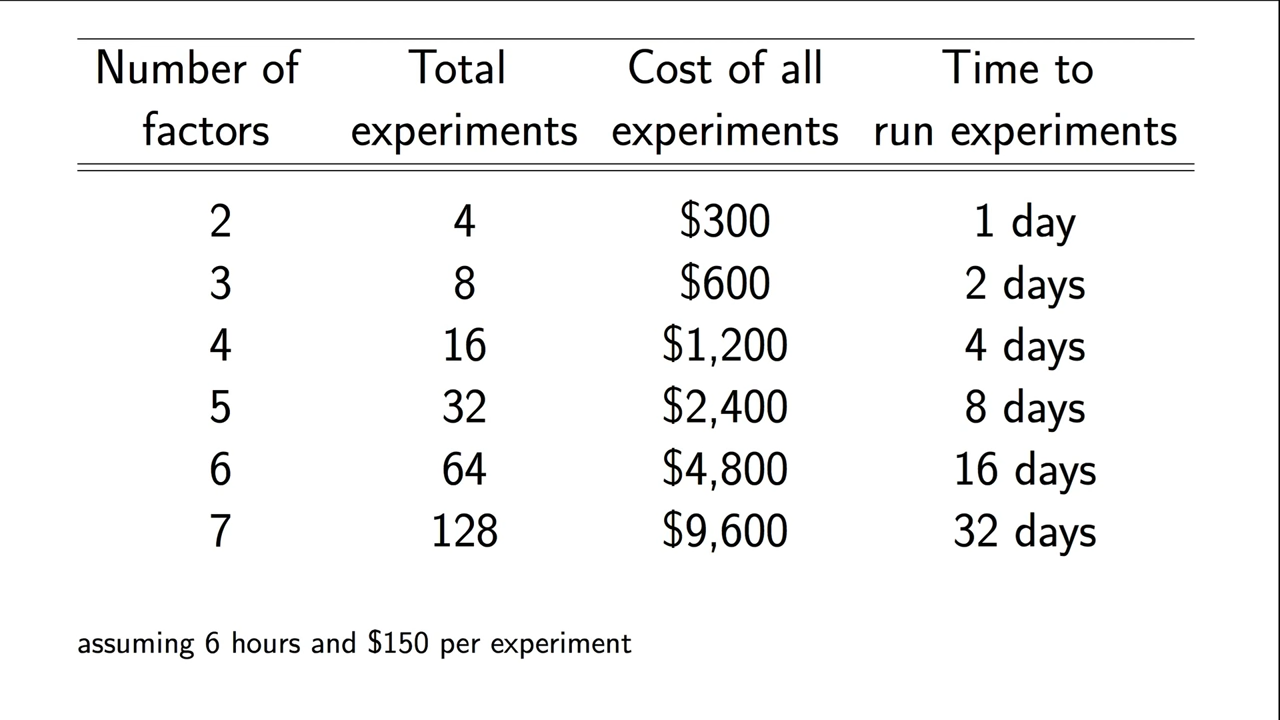 Number of Total Cost of all Time to
factors experiments experiments run experiments
2 4 $300 1 day
3 8 $600 2 days
4 16 $1,200 4 days
5 32 $2,400 8 days
6 64 $4,800 16 days
7 128 $9,600 32 days
assuming 6 hours and $150 per experiment